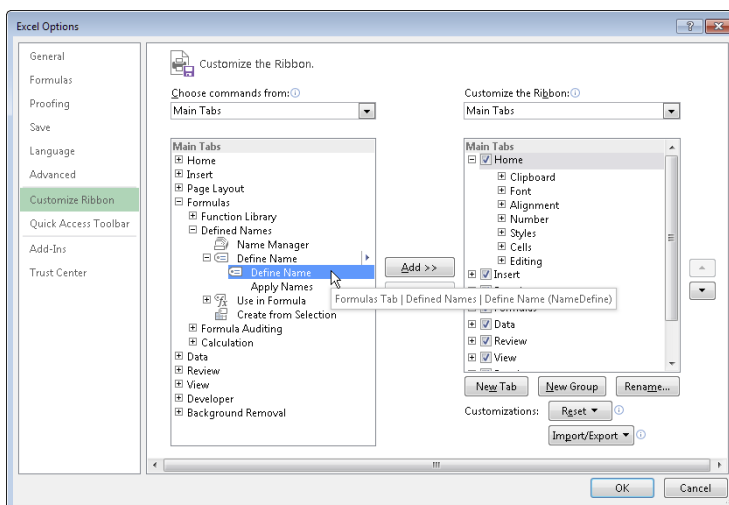 Excel Options
General
Formulas
Proofing
Save
Language
Advanced
Customize Ribbon
Quick Access Toolbar
Add-Ins
Trust Center
Customize the Ribbon.
Choose commands from:
Main Tabs
Main Tabs
Home
Insert
Page Layout
Formulas
Function Library
Defined Names
Name Manager
Define Name
Define Name
Apply Names
Use in Formula
Create from Selection
Formula Auditing
Calculation
Data
Review
View
Developer
Background Removal
Add >>
Formulas Tab | Defined Names | Define Name (NameDefine)
Customize the Ribbon:
Main Tabs
Main Tabs
Home
Clipboard
Font
Alignment
Number
Styles
Cells
Editing
Insert
Data
Review
View
New Tab
New Group
Rename...
Customizations:
Reset
Import/Export
OK
Cancel